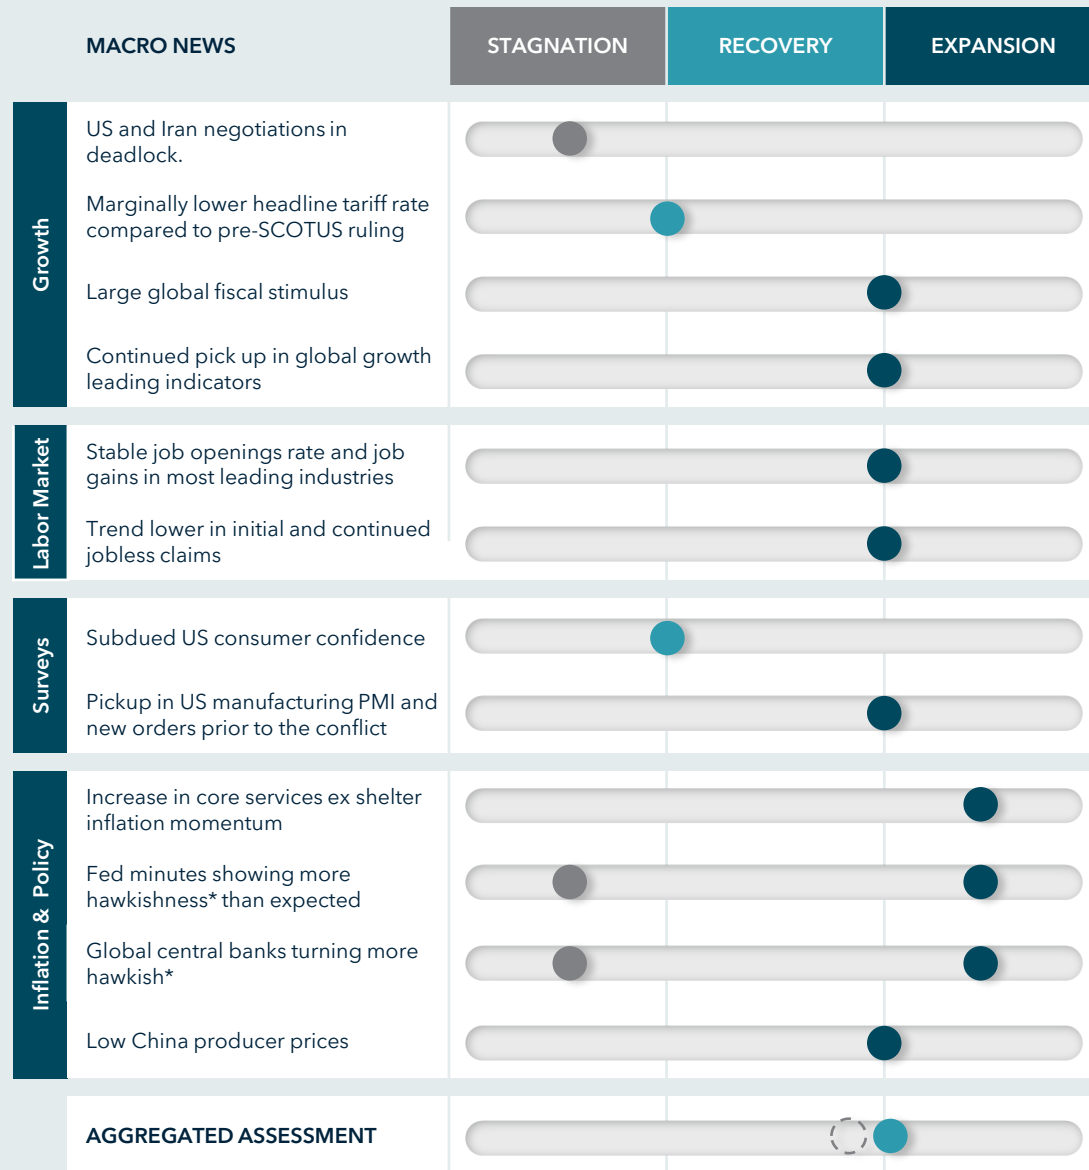 MACRO NEWS
STAGNATION
RECOVERY
EXPANSION
Growth
US and Iran negotiations in
deadlock.
Marginally lower headline tariff rate
compared to pre-SCOTUS ruling
Large global fiscal stimulus
Continued pick up in global growth
leading indicators
Labor Market
Stable job openings rate and job
gains in most leading industries
Trend lower in initial and continued
jobless claims
Surveys
Subdued US consumer confidence
Pickup in US manufacturing PMI and
new orders prior to the conflict
Inflation & Policy
Increase in core services ex shelter
inflation momentum
Fed minutes showing more
hawkishness* than expected
Global central banks turning more
hawkish*
Low China producer prices
AGGREGATED ASSESSMENT